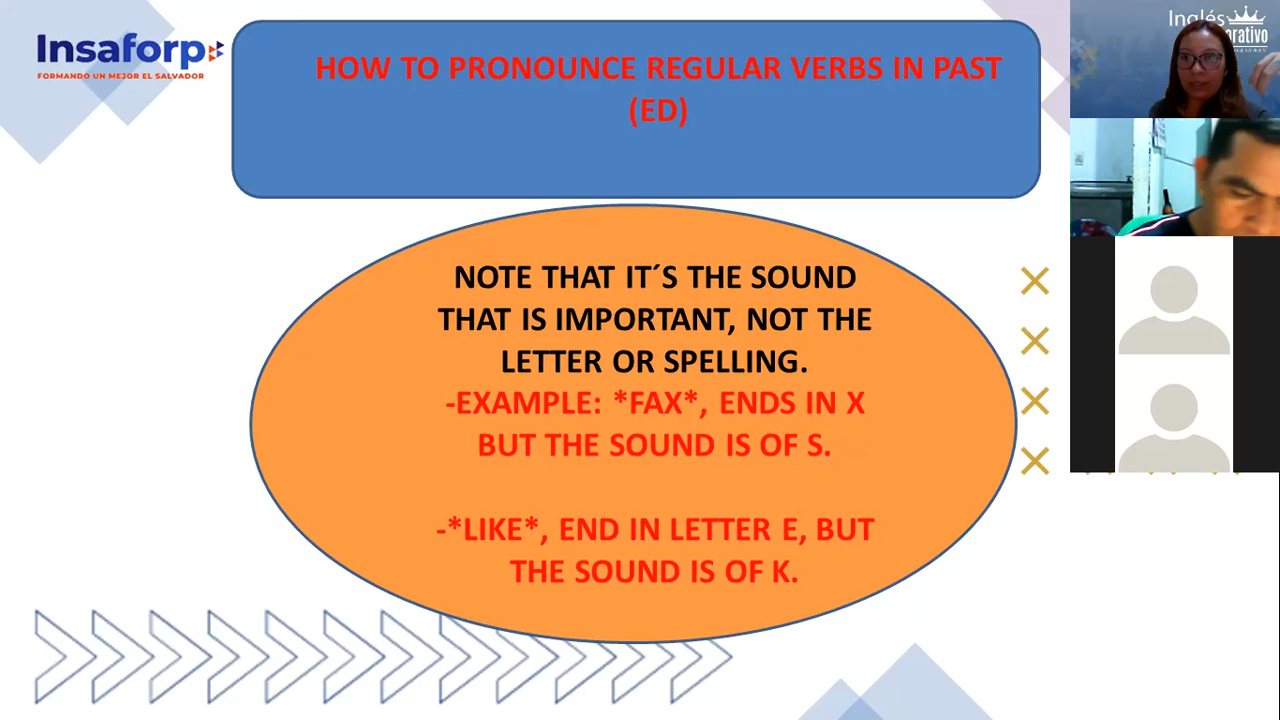 Insaforp
FORMANDO UN MEJOR EL SALVADOR
HOW TO PRONOUNCE REGULAR VERBS IN PAST
(ED)
Inglés
NOTE THAT IT´S THE SOUND
THAT IS IMPORTANT, NOT THE
LETTER OR SPELLING.
-EXAMPLE: *FAX*, ENDS IN X
BUT THE SOUND IS OF S.
-*LIKE*, END IN LETTER E, BUT
THE SOUND IS OF K.